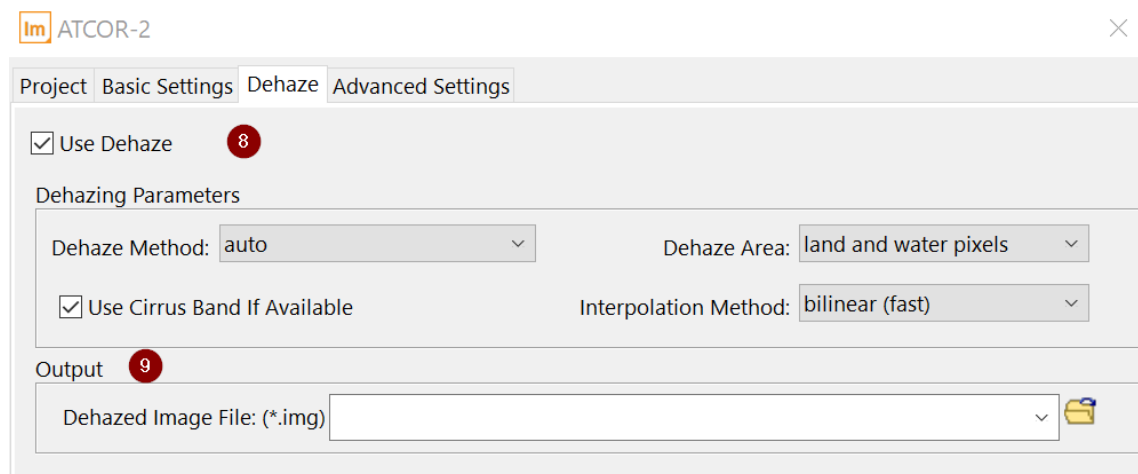 Im ATCOR-2
Project Basic Settings Dehaze Advanced Settings
Use Dehaze 8
Dehazing Parameters
Dehaze Method: auto Dehaze Area: land and water pixels
Use Cirrus Band If Available Interpolation Method: bilinear (fast)
Output 9
Dehazed Image File: (*.img)